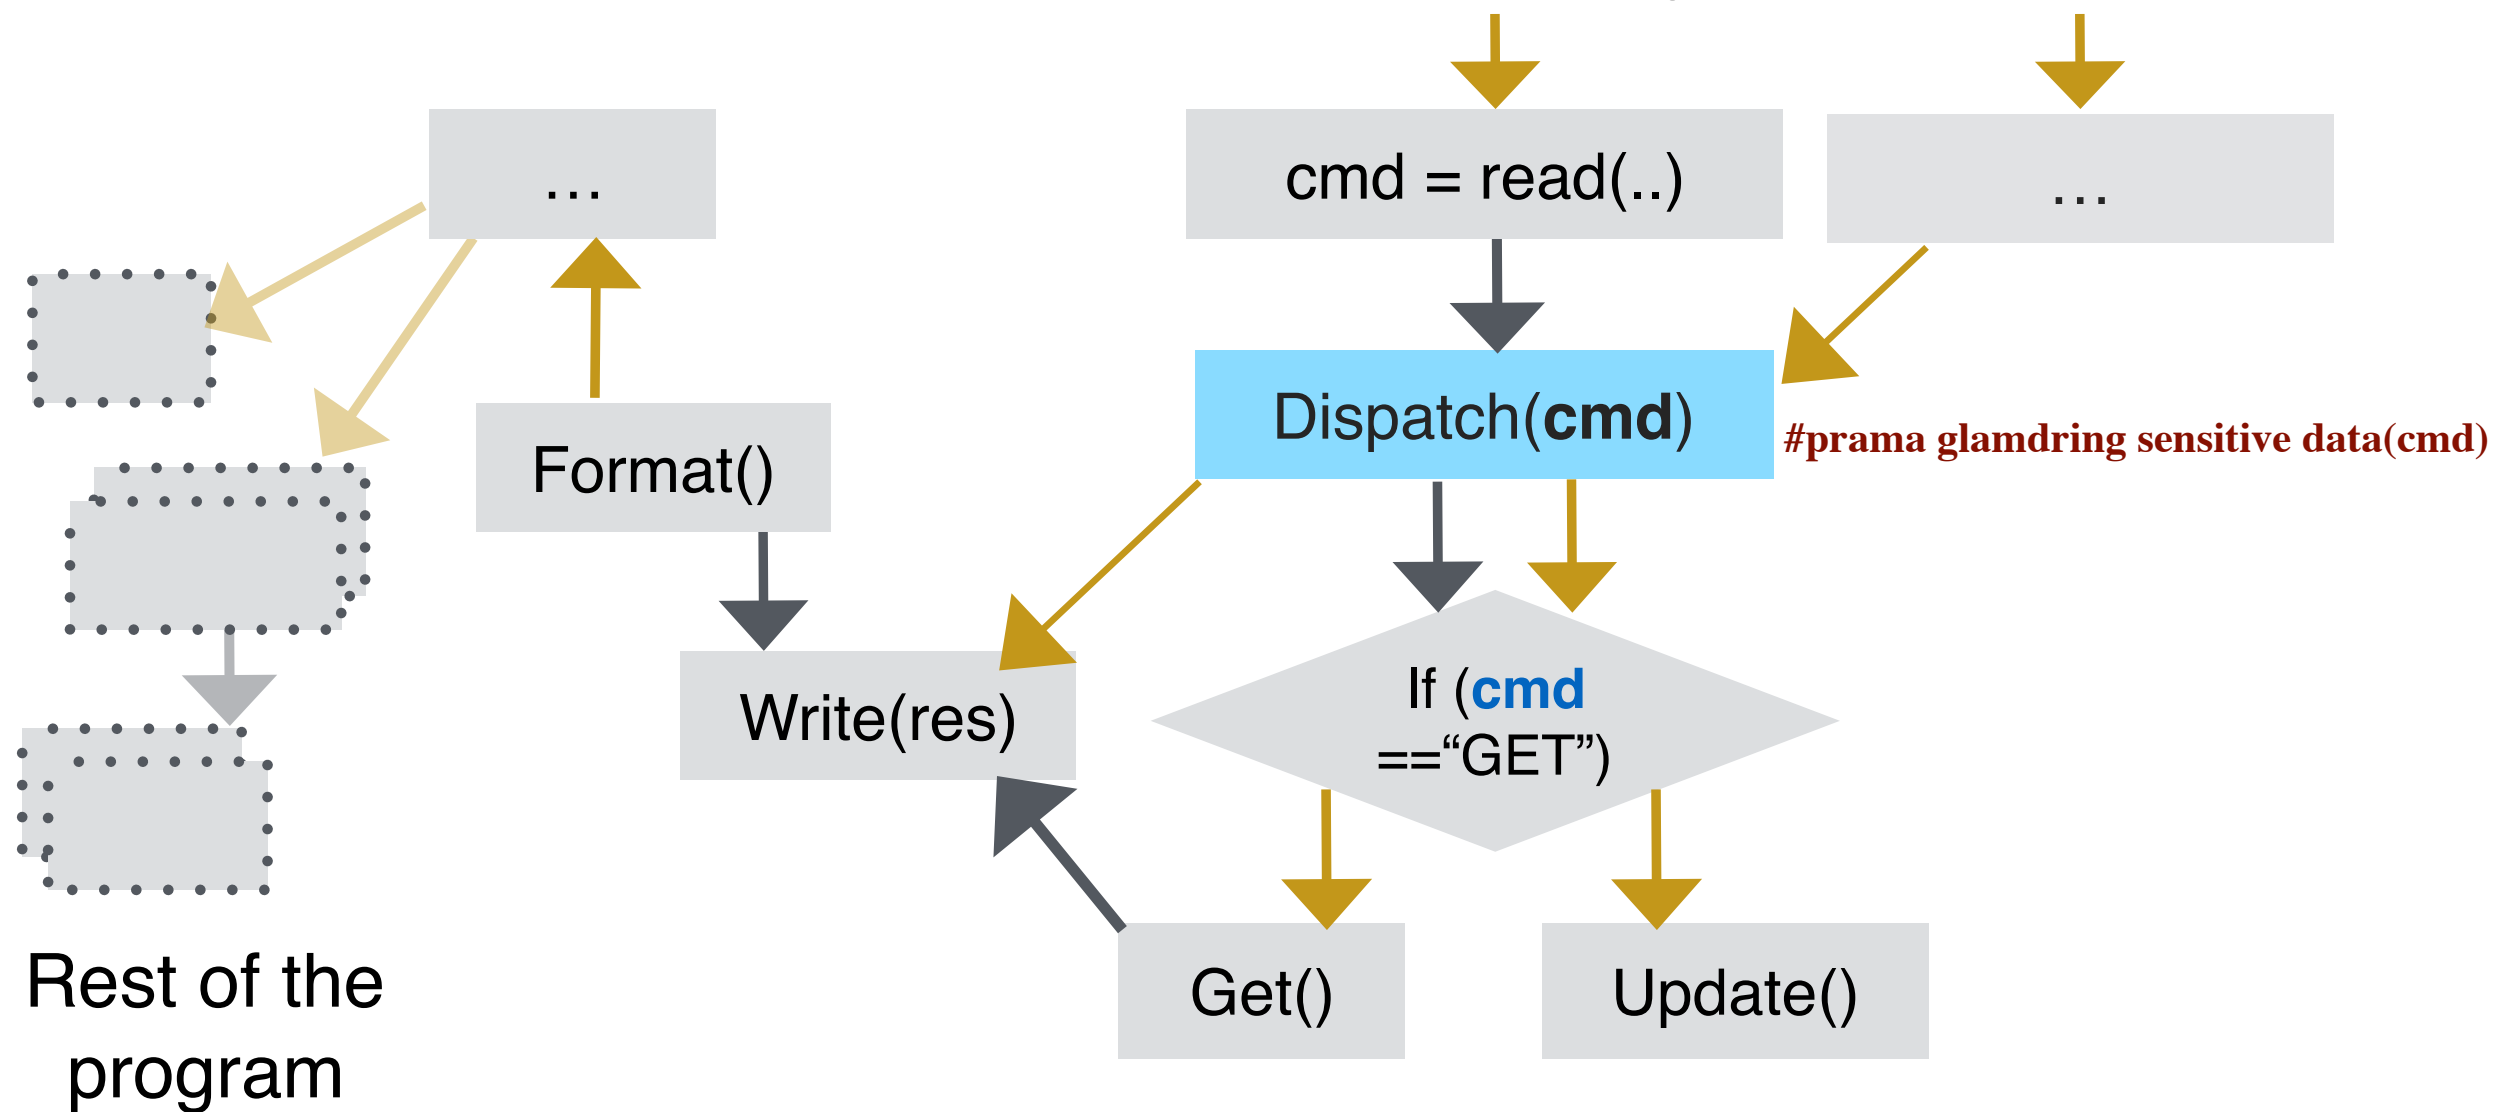 …
cmd = read(..)
…
Dispatch(cmd)
Format()
#prama glamdring sensitive data(cmd)
Write(res)
If (cmd
==“GET”)
Get()
Update()
Rest of the
program